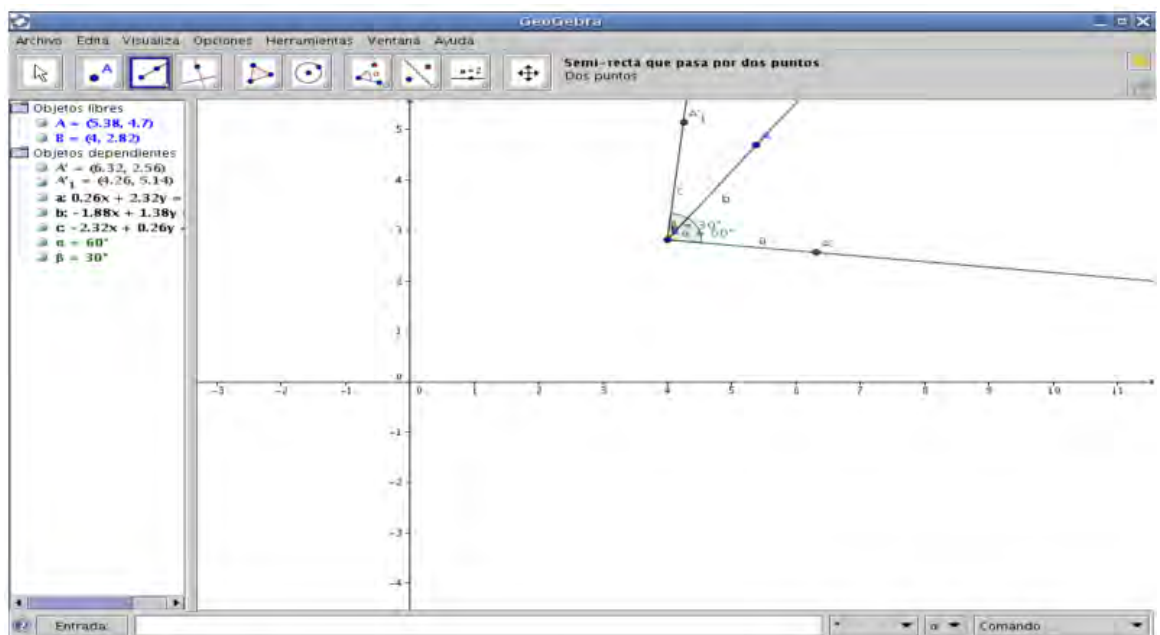 GeoGebra
Archivo Edita Visualiza Opciones Herramientas Ventana Ayuda
Semi-recta que pasa por dos puntos
Dos puntos
Objetos libres
A = (5.38, 4.7)
B = (4, 2.82)
Objetos dependientes
A' = (6.32, 2.56)
A'1 = (4.26, 5.14)
a: 0.26x + 2.32y =
b: -1.88x + 1.38y
c: -2.32x + 0.26y =
α = 60°
β = 30°
A'1
A
5
4
c
b
= 30°
α = 60°
3
a
2
1
0
-3 -2 -1 0 1 2 3 4 5 6 7 8 9 10 11
-1
-2
-3
-4
Entrada:
°
α
Comando